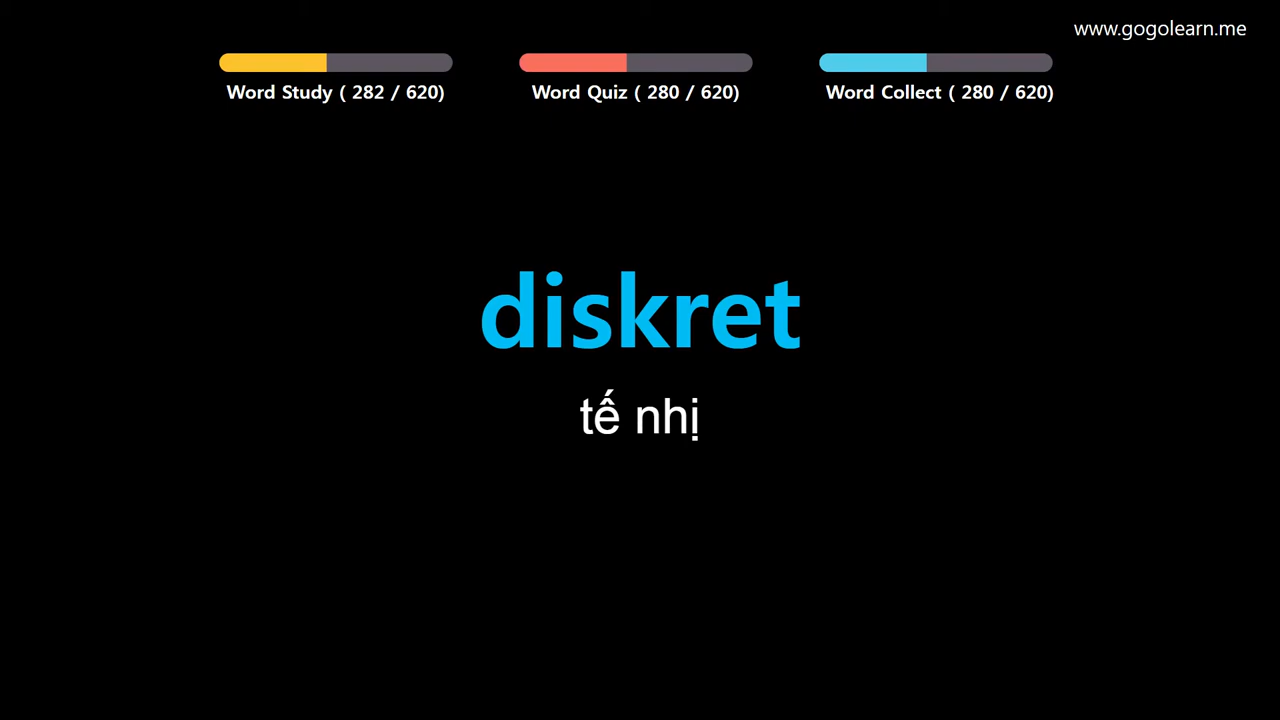 www.gogolearn.me
Word Study ( 282 / 620)
Word Quiz ( 280 / 620)
Word Collect ( 280 / 620)
diskret
tế nhị